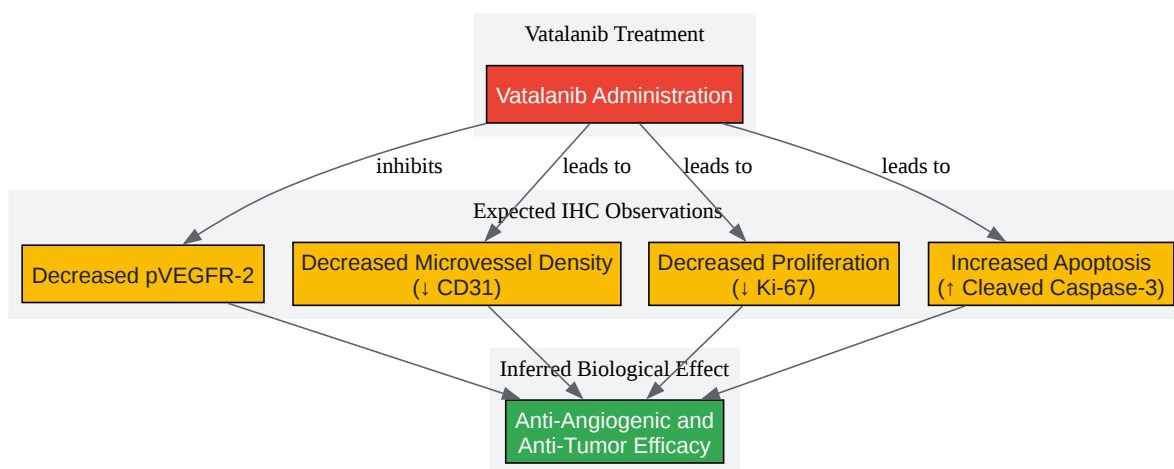 Vatalanib Treatment
Vatalanib Administration
inhibits
leads to
leads to
leads to
Expected IHC Observations
Decreased pVEGFR-2
Decreased Microvessel Density
(↓ CD31)
Decreased Proliferation
(↓ Ki-67)
Increased Apoptosis
(↑ Cleaved Caspase-3)
Inferred Biological Effect
Anti-Angiogenic and
Anti-Tumor Efficacy